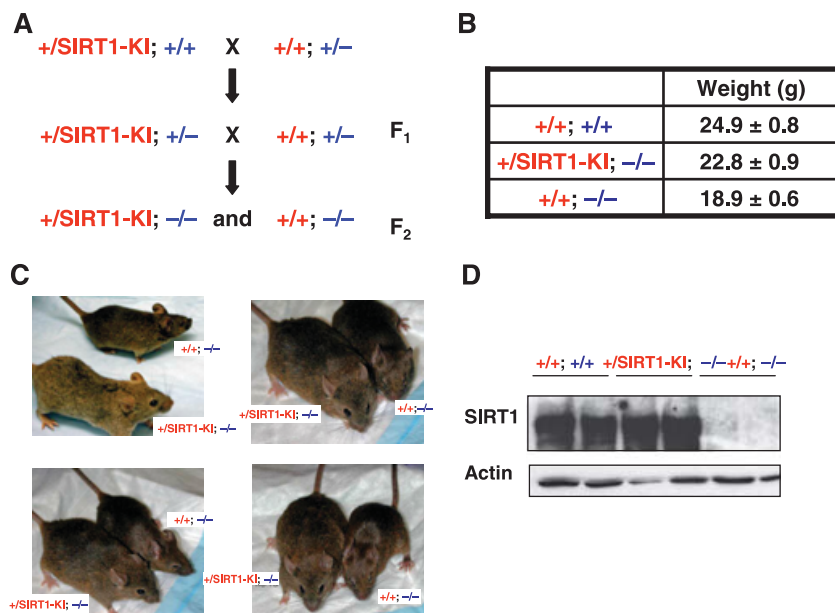 A
+/SIRT1-KI; +/+ X +/+; +/−
+/SIRT1-KI; +/− X +/+; +/− F1
+/SIRT1-KI; −/− and +/+; −/− F2
B
Weight (g)
+/+; +/+ 24.9 ± 0.8
+/SIRT1-KI; −/− 22.8 ± 0.9
+/+; −/− 18.9 ± 0.6
C
+/+; −/−
+/SIRT1-KI; −/−
+/SIRT1-KI; −/−
+/+; −/−
+/+; −/−
+/SIRT1-KI; −/−
+/SIRT1-KI; −/−
+/+; −/−
D
+/+; +/+ +/SIRT1-KI; −/− +/+; −/−
SIRT1
Actin